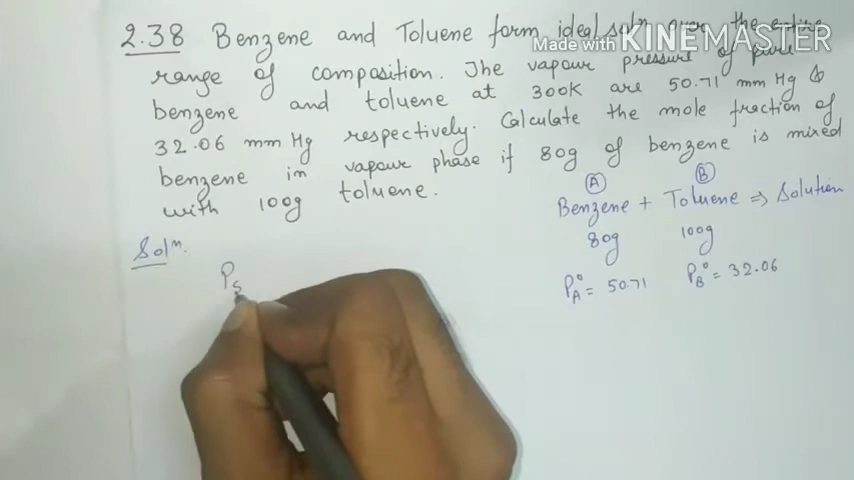 2.38 Benzene and Toluene form ideal soln over the entire
Made with KINEMASTER
range of composition. The vapour pressure of pure
benzene and toluene at 300K are 50.71 mm Hg &
32.06 mm Hg respectively. Calculate the mole fraction of
benzene in vapour phase if 80g of benzene is mixed
with 100g toluene.
A B
Benzene + Toluene => Solution
80g 100g
PA° = 50.71 PB° = 32.06
Solⁿ.
Ps